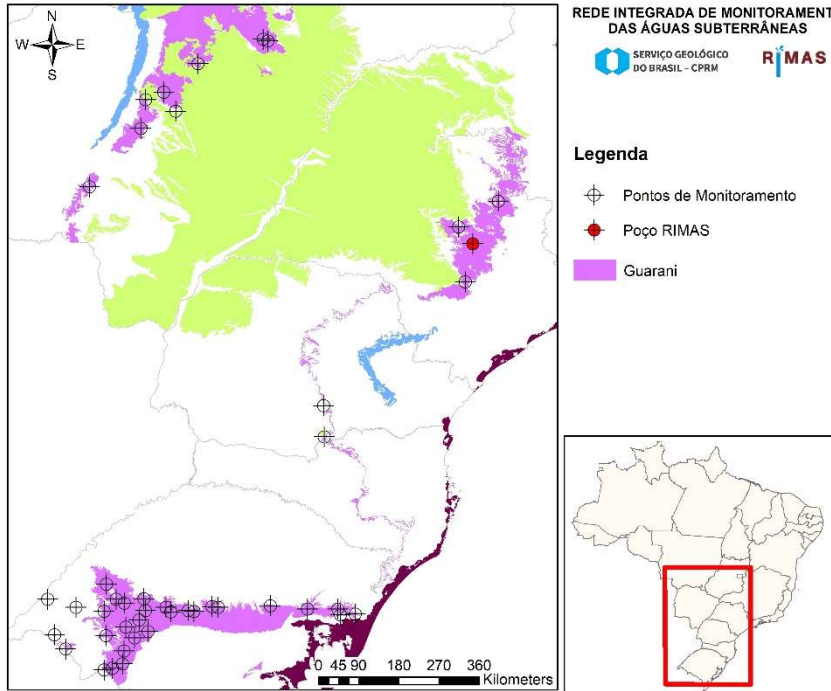 N
W E
S
REDE INTEGRADA DE MONITORAMENT
DAS ÁGUAS SUBTERRÂNEAS
SERVIÇO GEOLÓGICO
DO BRASIL – CPRM
RIMAS
Legenda
Pontos de Monitoramento
Poço RIMAS
Guarani
0 45 90 180 270 360
Kilometers